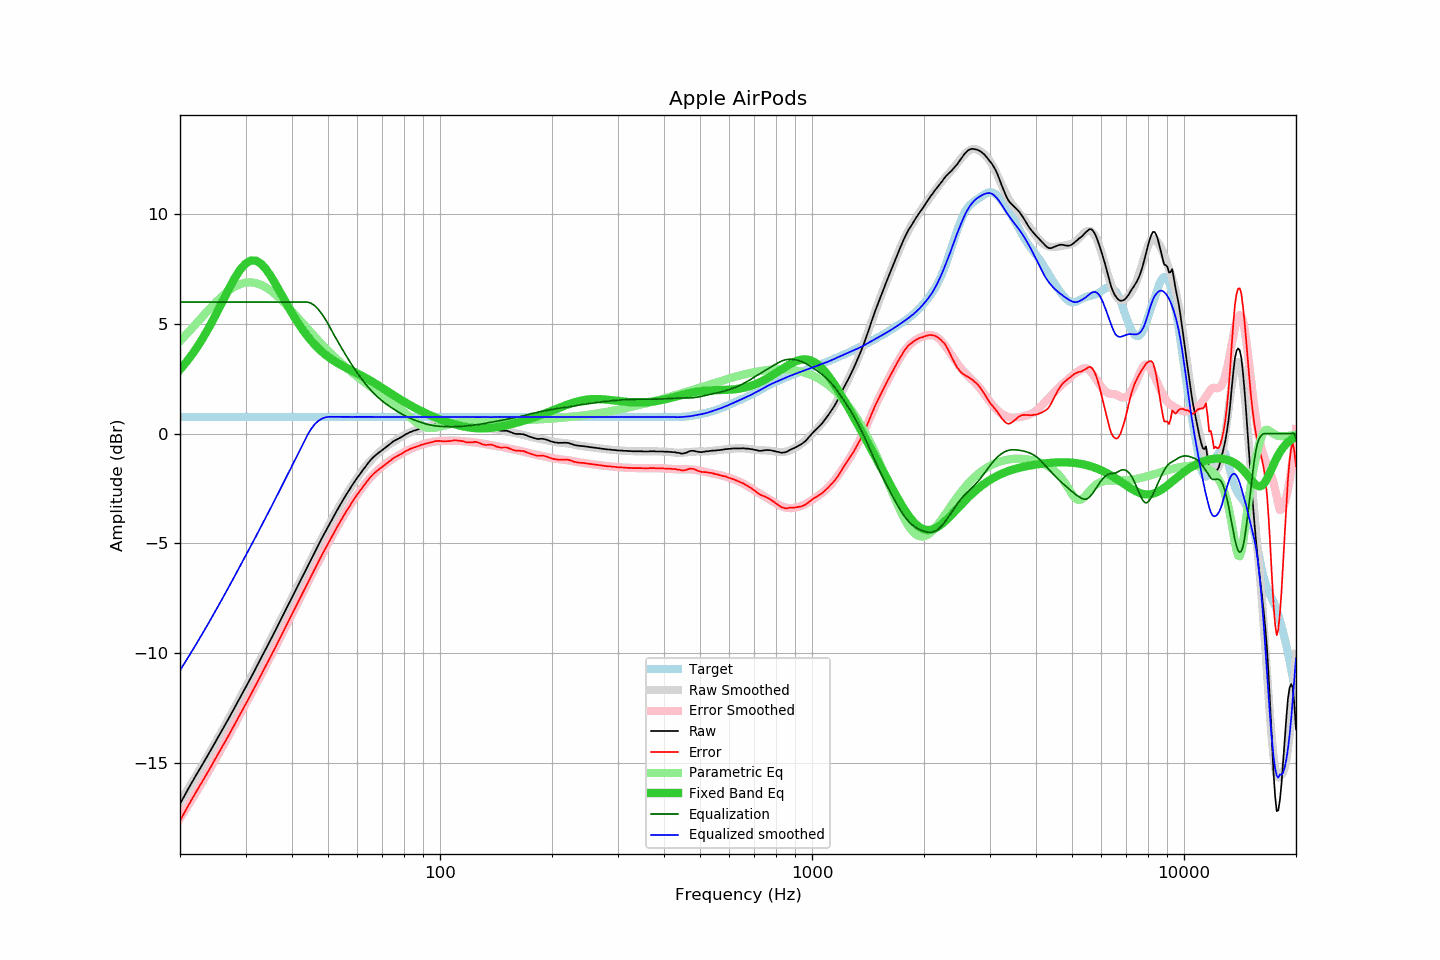 Apple AirPods
Amplitude (dBr)
10
5
0
−5
−10
−15
Target
Raw Smoothed
Error Smoothed
Raw
Error
Parametric Eq
Fixed Band Eq
Equalization
Equalized smoothed
100
1000
10000
Frequency (Hz)